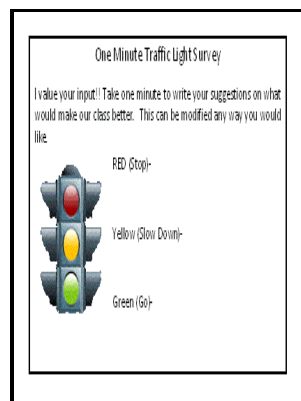 One Minute Traffic Light Survey
I value your input!! Take one minute to write your suggestions on what
would make our class better. This can be modified any way you would
like.
RED (Stop)-
Yellow (Slow Down)-
Green (Go)-